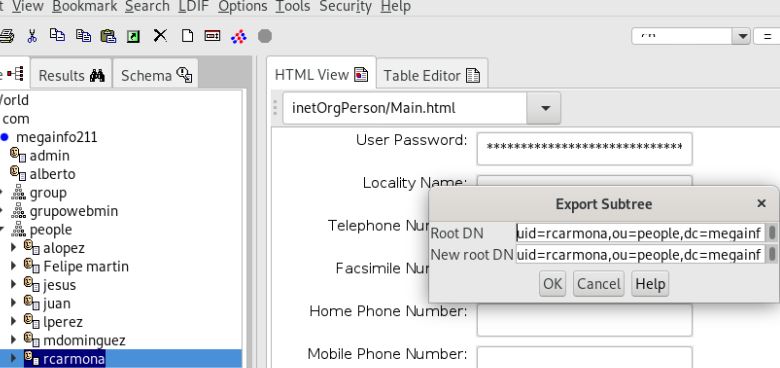 t View Bookmark Search LDIF Options Tools Security Help
e Results Schema
HTML View Table Editor
World
com
megainfo211
admin
alberto
group
grupowebmin
people
alopez
Felipe martin
jesus
juan
lperez
mdominguez
rcarmona
inetOrgPerson/Main.html
User Password: ******************************
Locality Name:
Telephone Nu
Facsimile Nu
Home Phone Number:
Mobile Phone Number:
Export Subtree ×
Root DN uid=rcarmona,ou=people,dc=megainf
New root DN uid=rcarmona,ou=people,dc=megainf
OK Cancel Help